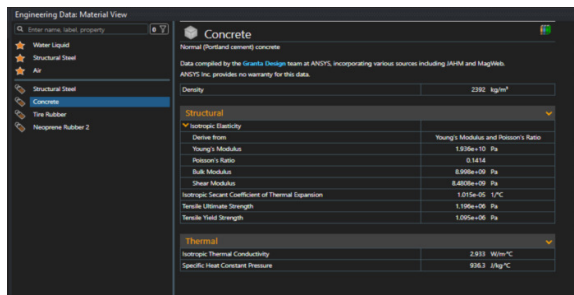 Engineering Data: Material View
Enter name, label, property
0
Water Liquid
Structural Steel
Air
Structural Steel
Concrete
Tire Rubber
Neoprene Rubber 2
Concrete
Normal (Portland cement) concrete
Data compiled by the Granta Design team at ANSYS, incorporating various sources including JAHM and MagWeb.
ANSYS Inc. provides no warranty for this data.
Density 2392 kg/m³
Structural
Isotropic Elasticity
Derive from Young's Modulus and Poisson's Ratio
Young's Modulus 1.936e+10 Pa
Poisson's Ratio 0.1414
Bulk Modulus 8.998e+09 Pa
Shear Modulus 8.4808e+09 Pa
Isotropic Secant Coefficient of Thermal Expansion 1.015e-05 1/°C
Tensile Ultimate Strength 1.196e+06 Pa
Tensile Yield Strength 1.095e+06 Pa
Thermal
Isotropic Thermal Conductivity 2.933 W/m·°C
Specific Heat Constant Pressure 936.3 J/kg·°C